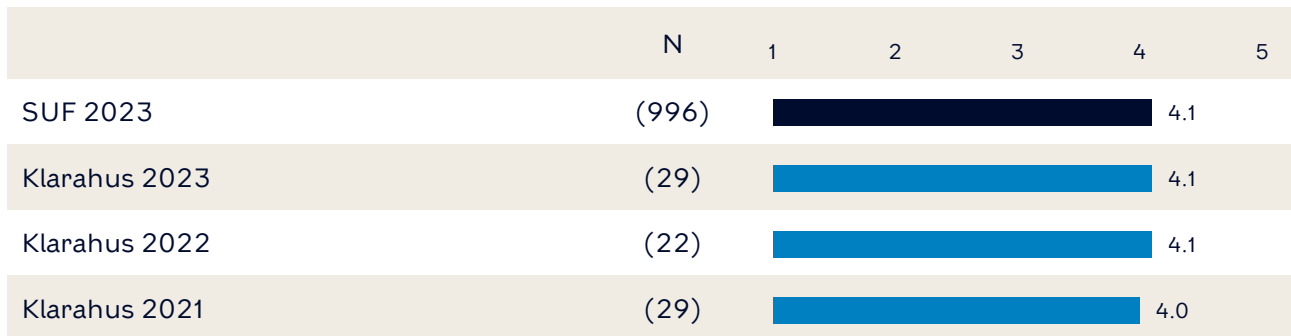 N 1 2 3 4 5
SUF 2023 (996) 4.1
Klarahus 2023 (29) 4.1
Klarahus 2022 (22) 4.1
Klarahus 2021 (29) 4.0